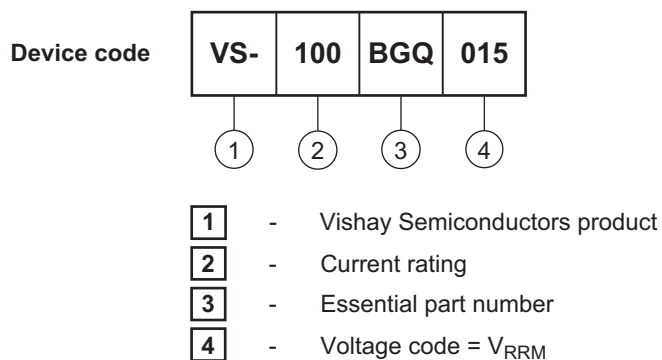 Device code VS- 100 BGQ 015
1 2 3 4
1 - Vishay Semiconductors product
2 - Current rating
3 - Essential part number
4 - Voltage code = VRRM